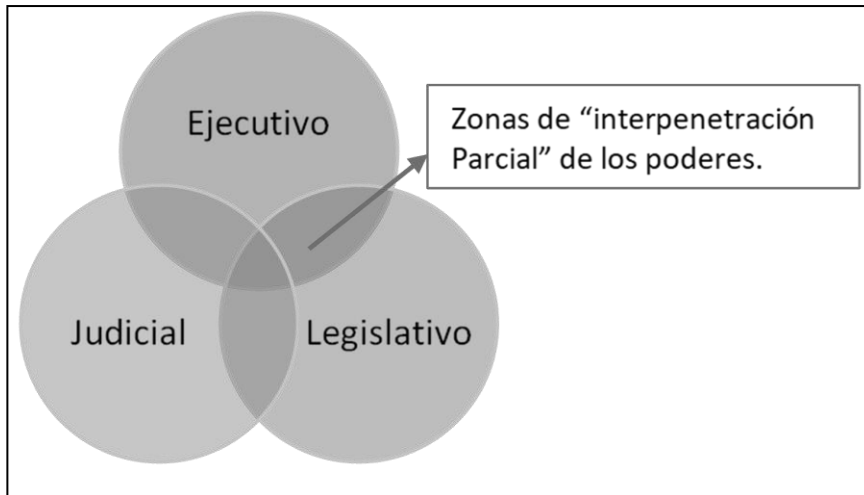 Ejecutivo
Zonas de “interpenetración
Parcial” de los poderes.
Judicial
Legislativo